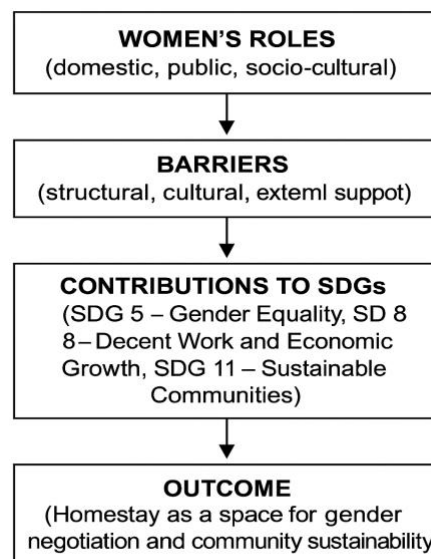 WOMEN'S ROLES
(domestic, public, socio-cultural)
BARRIERS
(structural, cultural, exteml suppot)
CONTRIBUTIONS TO SDGs
(SDG 5 – Gender Equality, SD 8
8 – Decent Work and Economic
Growth, SDG 11 – Sustainable
Communities)
OUTCOME
(Homestay as a space for gender
negotiation and community sustainability